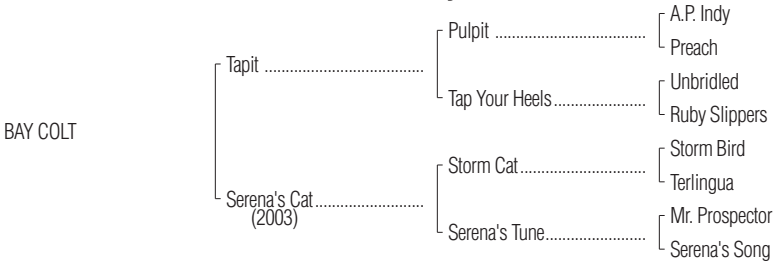 A.P. Indy
Pulpit ....................................
Preach
Tapit ......................................
Unbridled
Tap Your Heels......................
Ruby Slippers
BAY COLT
Storm Bird
Storm Cat..............................
Terlingua
Serena's Cat..........................
(2003)
Mr. Prospector
Serena's Tune........................
Serena's Song